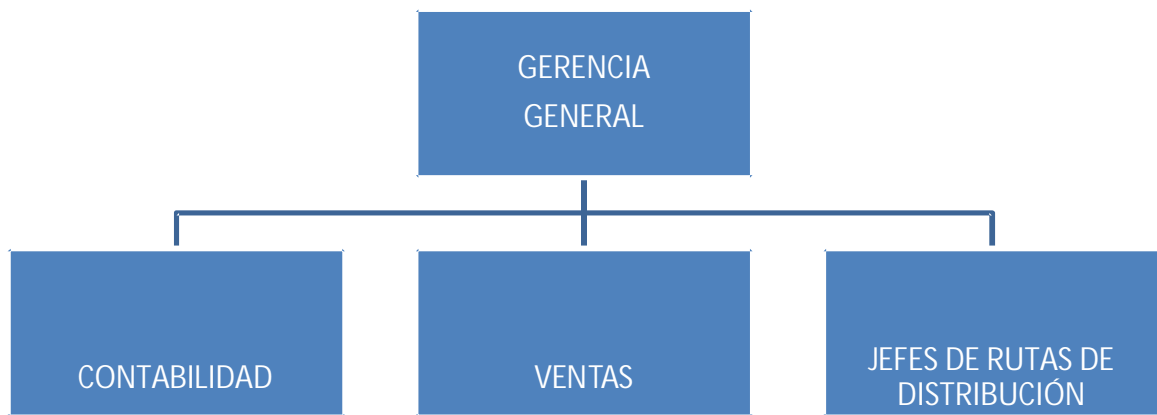 GERENCIA
GENERAL
CONTABILIDAD
VENTAS
JEFES DE RUTAS DE
DISTRIBUCIÓN